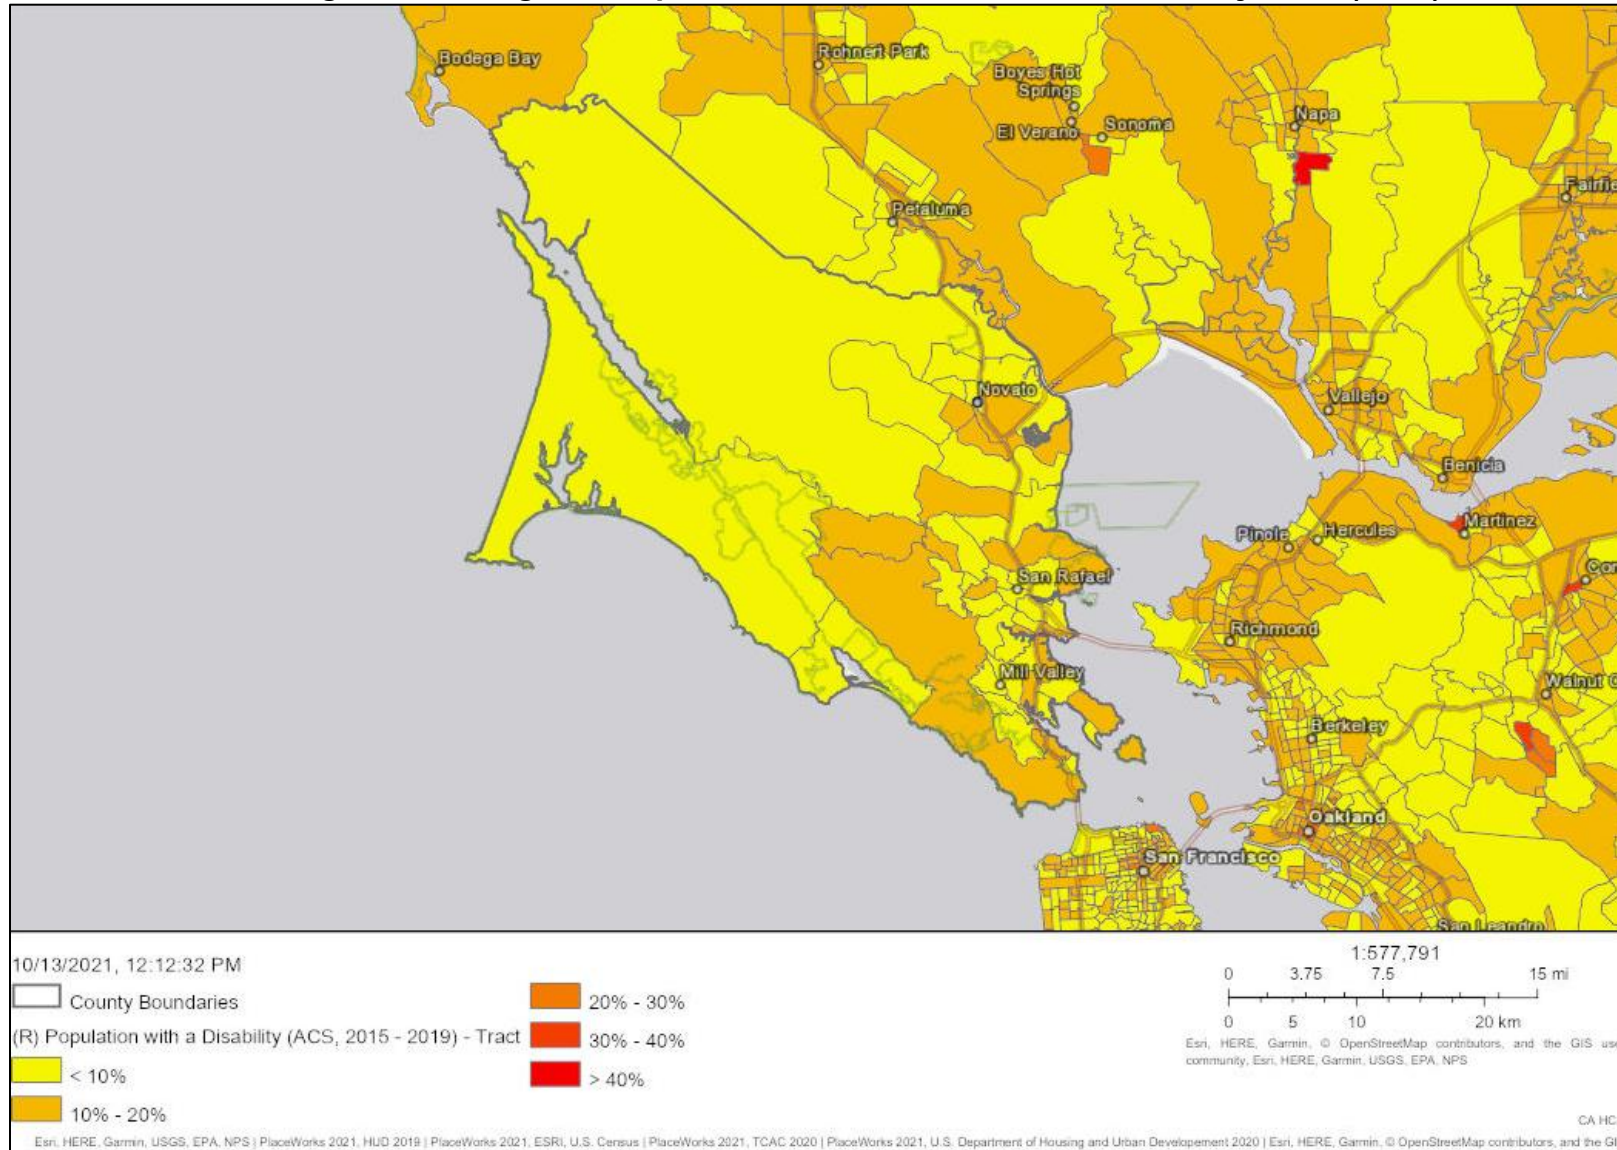 Bodega Bay
Rohnert Park
Boyes Hot
Springs
Napa
El Verano
Sonoma
Petaluma
Novato
Vallejo
Benicia
Martinez
Pinole
Hercules
San Rafael
Richmond
Mill Valley
Walnut
Berkeley
Oakland
San Francisco
San Leandro
10/13/2021, 12:12:32 PM
County Boundaries
(R) Population with a Disability (ACS, 2015 - 2019) - Tract
< 10%
10% - 20%
20% - 30%
30% - 40%
> 40%
1:577,791
0 3.75 7.5 15 mi
0 5 10 20 km
Esri, HERE, Garmin, © OpenStreetMap contributors, and the GIS
community, Esri, HERE, Garmin, USGS, EPA, NPS
CA HC
Esri, HERE, Garmin, USGS, EPA, NPS | PlaceWorks 2021, HUD 2019 | PlaceWorks 2021, ESRI, U.S. Census | PlaceWorks 2021, TCAC 2020 | PlaceWorks 2021, U.S. Department of Housing and Urban Developement 2020 | Esri, HERE, Garmin, © OpenStreetMap contributors, and the GI